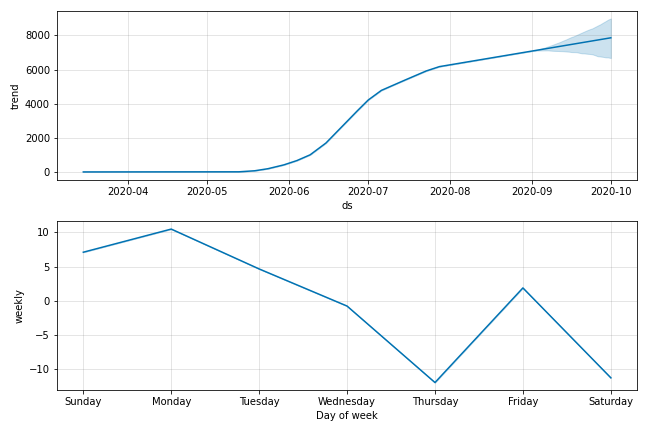 8000
6000
4000
2000
0
trend
2020-04 2020-05 2020-06 2020-07 2020-08 2020-09 2020-10
ds
10
5
0
−5
−10
weekly
Sunday Monday Tuesday Wednesday Thursday Friday Saturday
Day of week